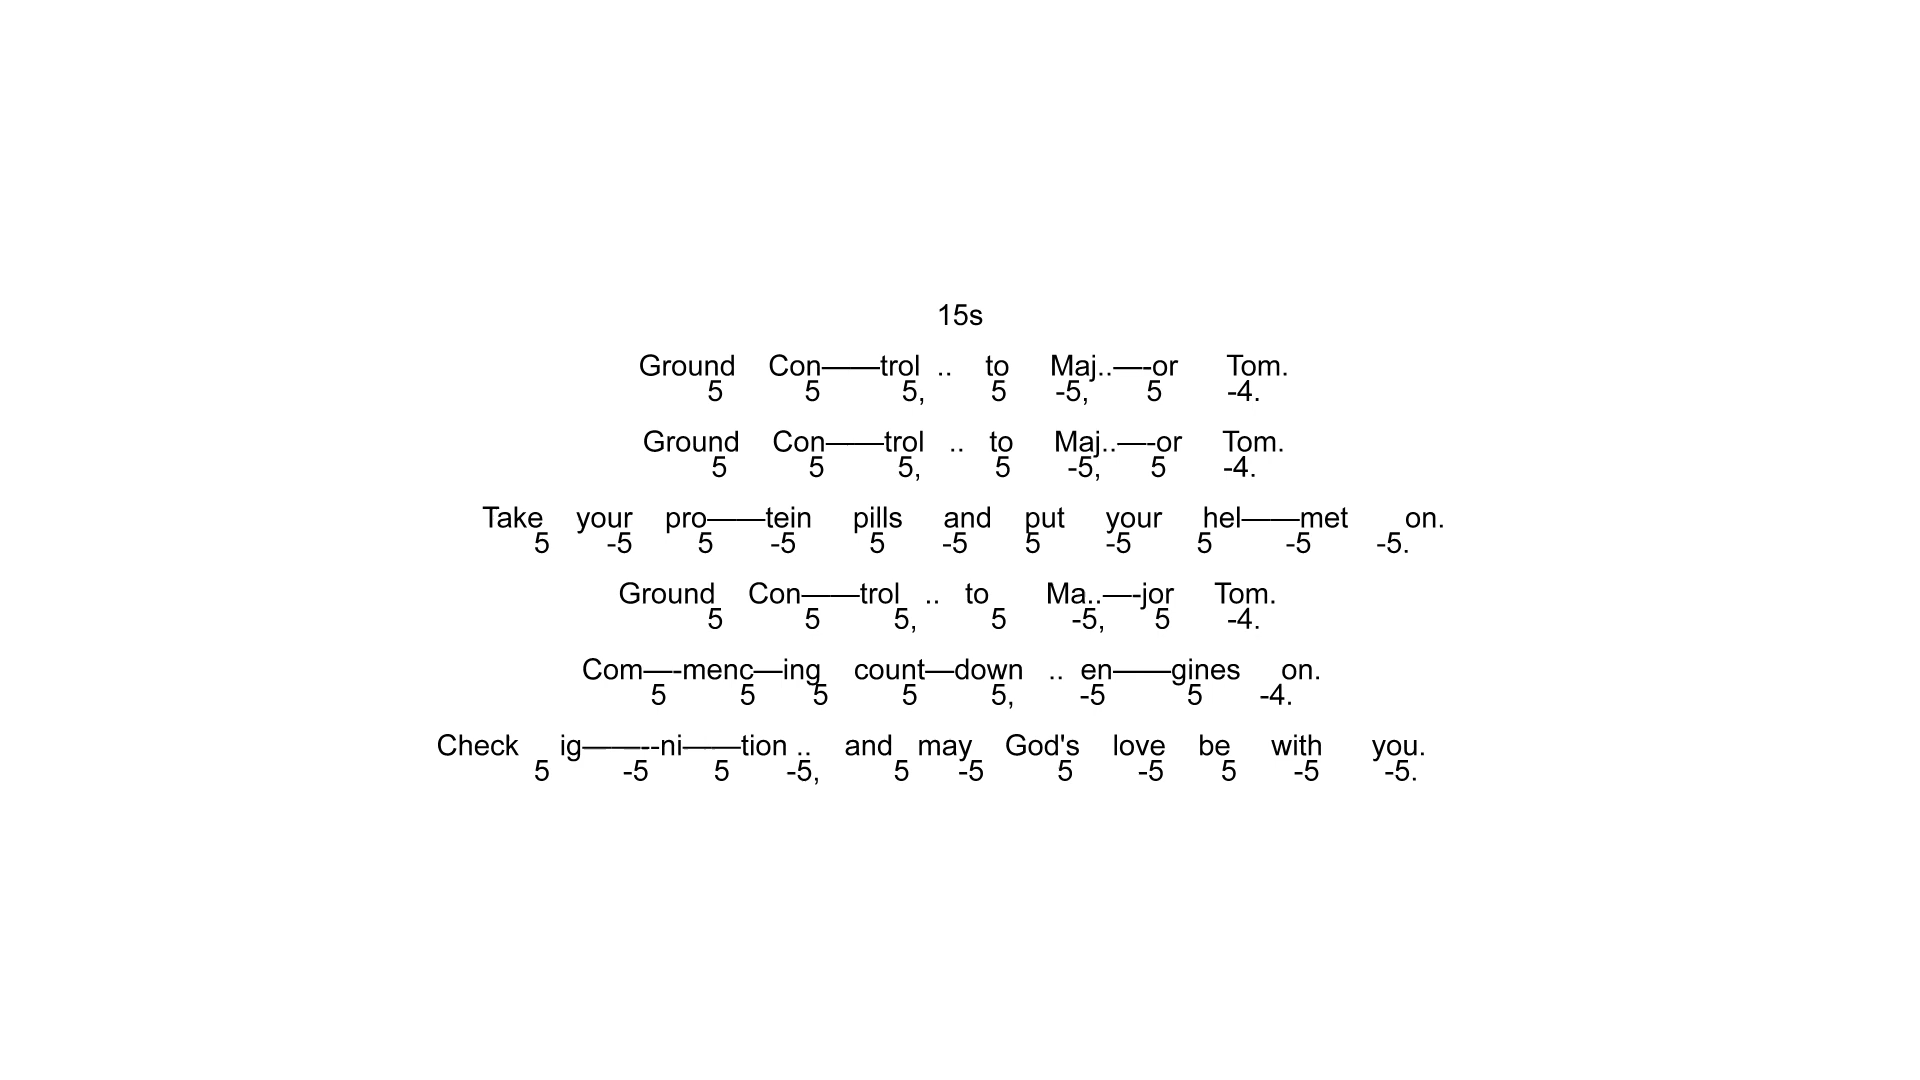 15s
Ground Con——trol .. to Maj..—-or Tom.
5 5 5, 5 -5, 5 -4.
Ground Con——trol .. to Maj..—-or Tom.
5 5 5, 5 -5, 5 -4.
Take your pro——tein pills and put your hel——met on.
5 -5 5 -5 5 -5 5 -5 5 -5 -5.
Ground Con——trol .. to Ma..—-jor Tom.
5 5 5, 5 -5, 5 -4.
Com—-menc—ing count—down .. en——gines on.
5 5 5 5 5, -5 5 -4.
Check ig——--ni——tion .. and may God's love be with you.
5 -5 5 -5, 5 -5 5 -5 5 -5 -5.